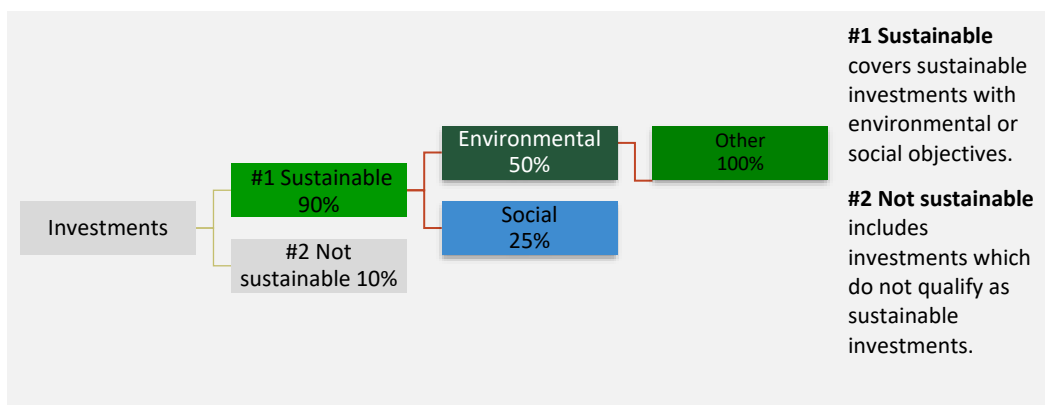 Investments
#1 Sustainable
90%
#2 Not
sustainable 10%
Environmental
50%
Social
25%
Other
100%
#1 Sustainable
covers sustainable
investments with
environmental or
social objectives.
#2 Not sustainable
includes
investments which
do not qualify as
sustainable
investments.